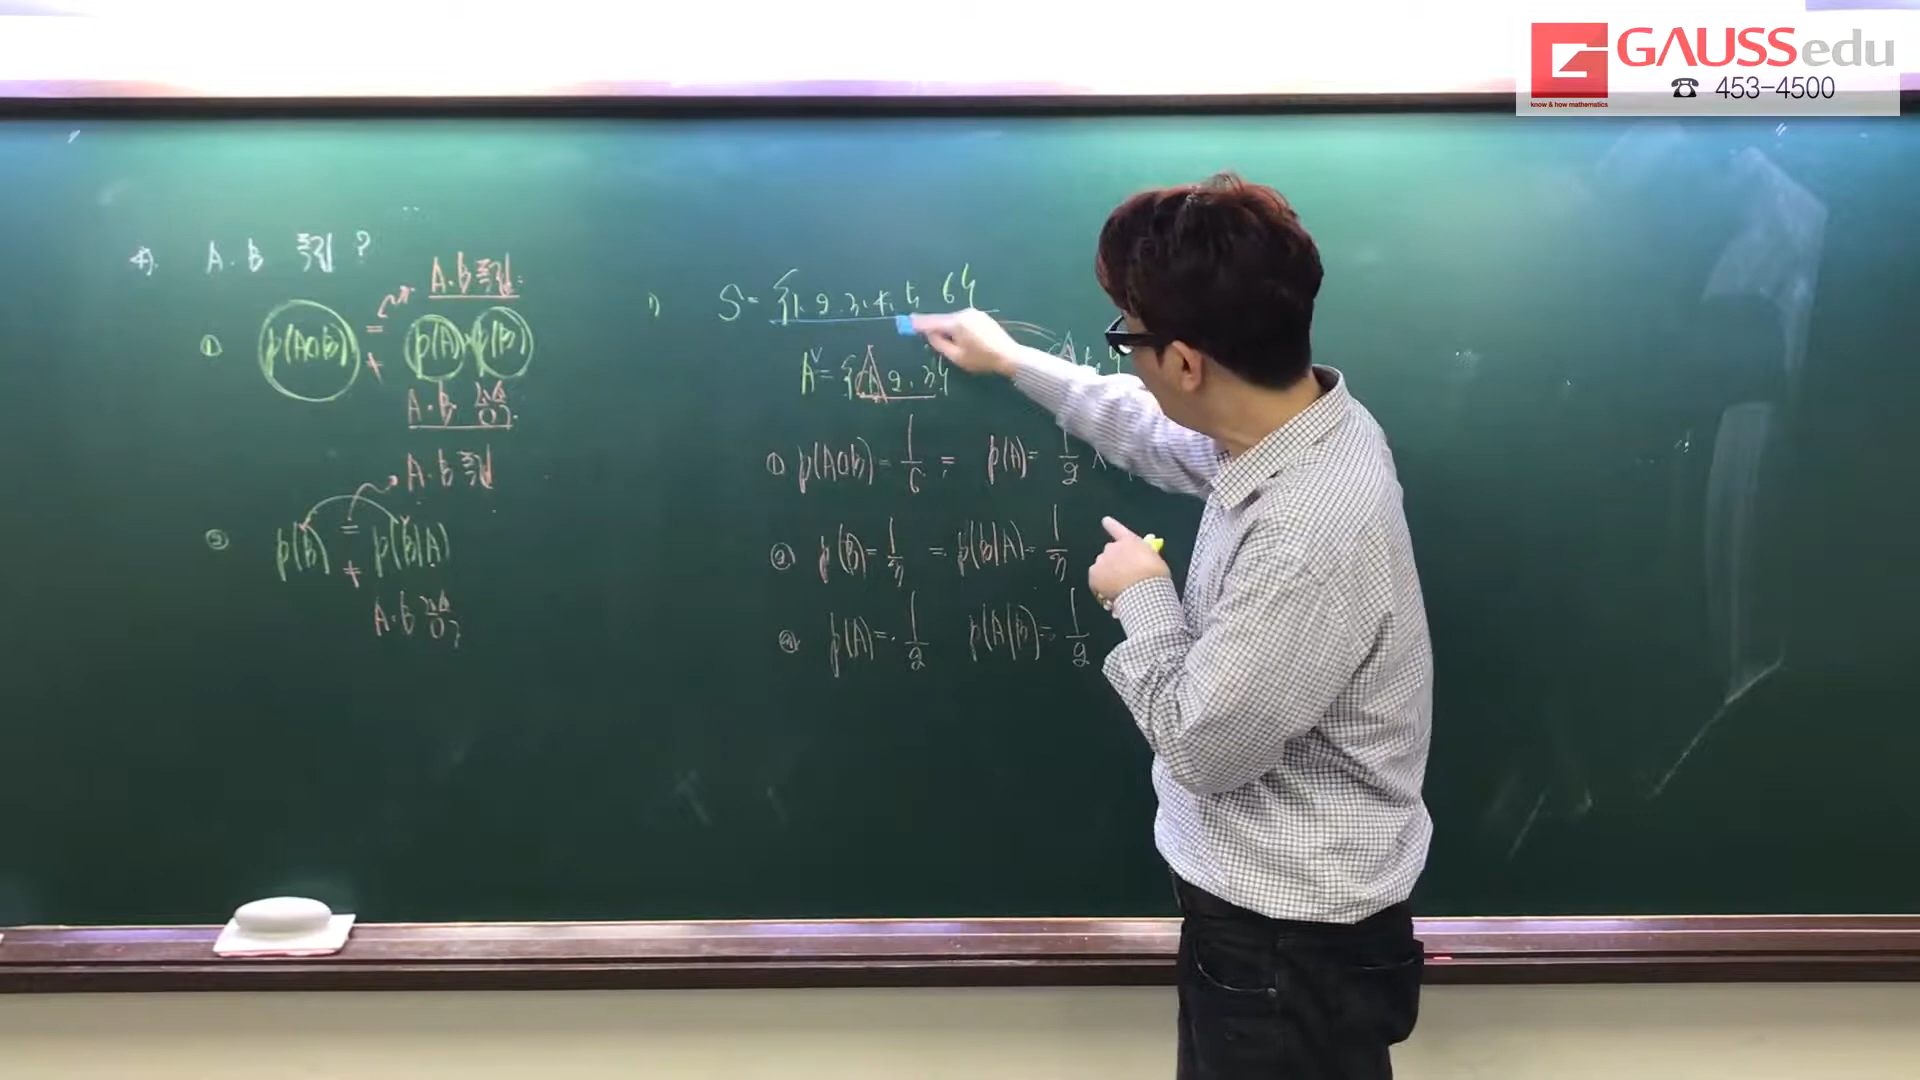 GAUSSedu
know & how mathematics
☎ 453-4500
A. B 독립 ?
A. B 독립.
① P(A∩B) = P(A)·P(B)
≠
A. B 종속.
A. B 독립
② P(B) = P(B|A)
≠
A. B 종속
1) S = {1. 2. 3. 4. 5. 6}
A = {1. 2. 3}
① P(A∩B) = 1/6 = P(A) = 1/2 ×
② P(B) = 1/3 = P(B|A) = 1/3
③ P(A) = 1/2 P(A|B) = 1/2